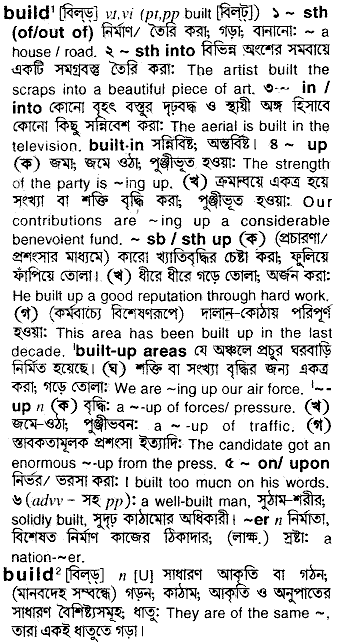 build¹ [বিল্‌ড্] vt,vi (pt,pp built [বিল্‌ট্]) ১ ~ sth
(of/out of) নির্মাণ/ তৈরি করা; গড়া; বানানো: ~ a
house / road. ২ ~ sth into বিভিন্ন অংশের সমবায়ে
একটি সমগ্রবস্তু তৈরি করা: The artist built the
scraps into a beautiful piece of art. ৩ ~ in /
into কোনো বৃহৎ বস্তুর দৃঢ়বদ্ধ ও স্থায়ী অঙ্গ হিসাবে
কোনো কিছু সন্নিবেশ করা: The aerial is built in the
television. built-in সন্নিবিষ্ট; অন্তর্বিষ্ট। ৪ ~ up
(ক) জমা; জমে ওঠা; পুঞ্জীভূত হওয়া: The strength
of the party is ~ing up. (খ) ক্রমান্বয়ে একত্র হয়ে
সংখ্যা বা শক্তি বৃদ্ধি করা; পুঞ্জীভূত হওয়া: Our
contributions are ~ing up a considerable
benevolent fund. ~ sb / sth up (ক) (প্রচারণা/
প্রশংসার মাধ্যমে) কারো খ্যাতিবৃদ্ধির চেষ্টা করা; ফুলিয়ে
ফাঁপিয়ে তোলা। (খ) ধীরে ধীরে গড়ে তোলা; অর্জন করা:
He built up a good reputation through hard work.
(গ) (কর্মবাচ্যে বিশেষণরূপে) দালান-কোঠায় পরিপূর্ণ
হওয়া: This area has been built up in the last
decade. ˈbuilt-up areas যে অঞ্চলে প্রচুর ঘরবাড়ি
নির্মিত হয়েছে। (ঘ) শক্তি বা সংখ্যা বৃদ্ধির জন্য একত্র
করা; গড়ে তোলা: We are ~ing up our air force. ˈ~-
up n (ক) বৃদ্ধি: a ~-up of forces/ pressure. (খ)
জমে-ওঠা; পুঞ্জীভবন: a ~-up of traffic. (গ)
স্তাবকতামূলক প্রশংসা ইত্যাদি: The candidate got an
enormous ~-up from the press. ৫ ~ on/ upon
নির্ভর/ ভরসা করা: I built too much on his words.
৬ (advv - সহ pp): a well-built man, সুঠাম-শরীর;
solidly built, সুদৃঢ় কাঠামোর অধিকারী। ~er n নির্মাতা,
বিশেষত নির্মাণ কাজের ঠিকাদার; (লাক্ষ.) স্রষ্টা: a
nation-~er.
build² [বিল্‌ড্] n [U] সাধারণ আকৃতি বা গঠন;
(মানবদেহ সম্বন্ধে) গড়ন; কাঠাম; আকৃতি ও অনুপাতের
সাধারণ বৈশিষ্ট্যসমূহ; ধাতু: They are of the same ~,
তারা একই ধাতুতে গড়া।